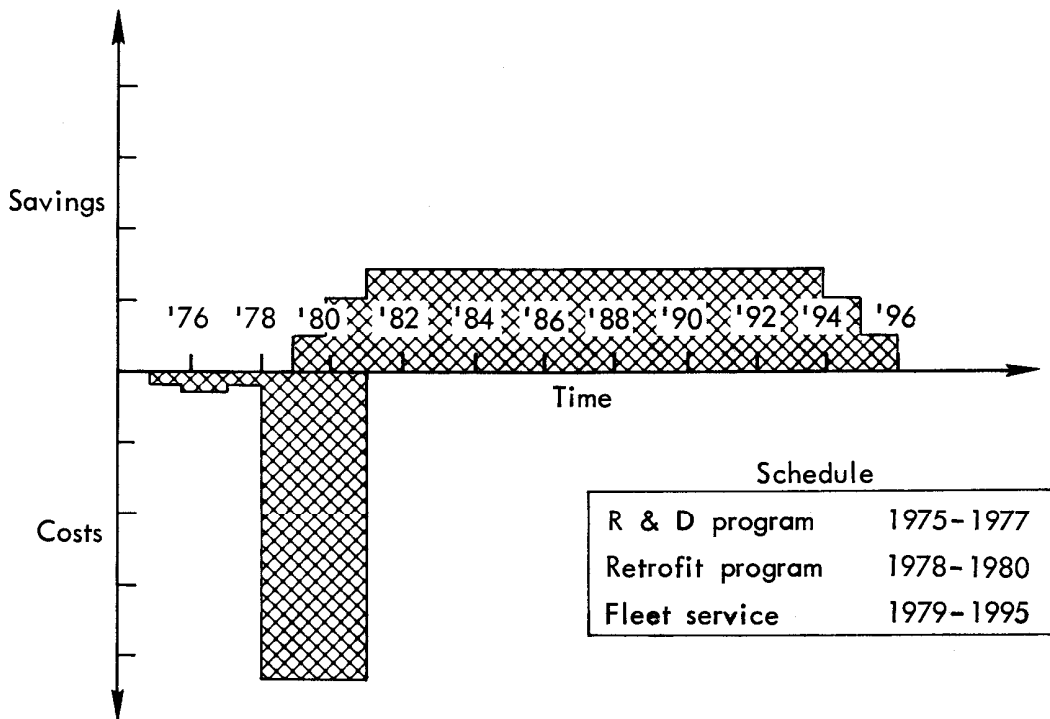 Savings
'76 '78 '80 '82 '84 '86 '88 '90 '92 '94 '96
Time
Costs
Schedule
R & D program 1975-1977
Retrofit program 1978-1980
Fleet service 1979-1995